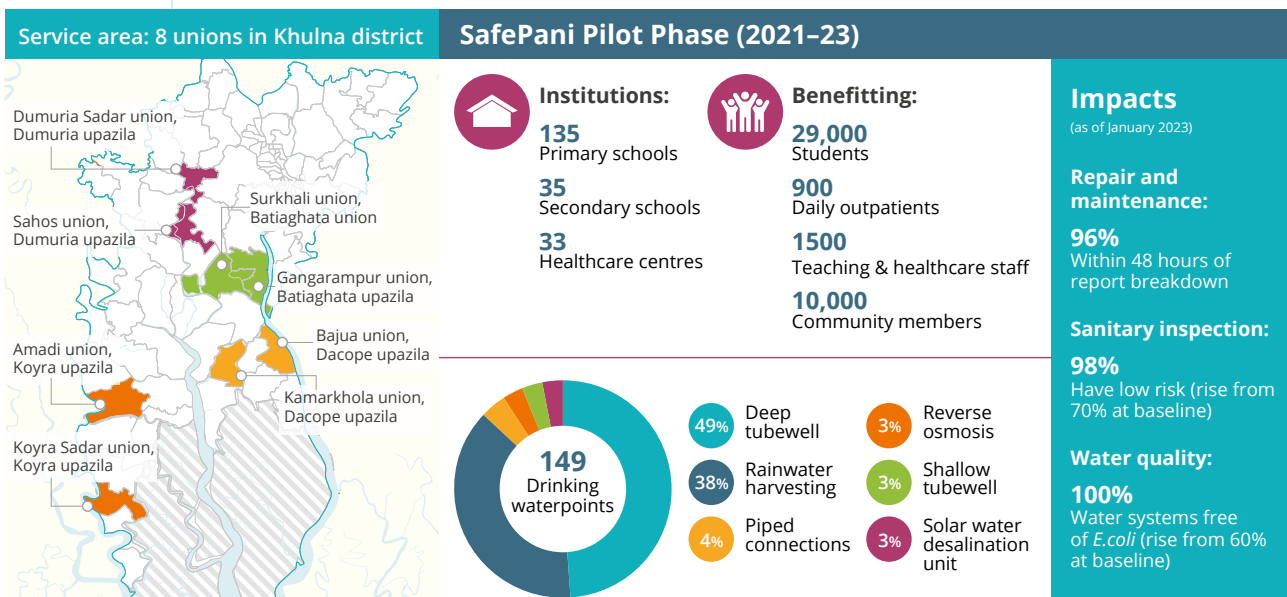 Service area: 8 unions in Khulna district
SafePani Pilot Phase (2021–23)
Dumuria Sadar union,
Dumuria upazila
Surkhali union,
Batiaghata union
Sahos union,
Dumuria upazila
Gangarampur union,
Batiaghata upazila
Bajua union,
Dacope upazila
Amadi union,
Koyra upazila
Kamarkhola union,
Dacope upazila
Koyra Sadar union,
Koyra upazila
Institutions:
135
Primary schools
35
Secondary schools
33
Healthcare centres
Benefitting:
29,000
Students
900
Daily outpatients
1500
Teaching & healthcare staff
10,000
Community members
149
Drinking
waterpoints
49%
Deep
tubewell
38%
Rainwater
harvesting
4%
Piped
connections
3%
Reverse
osmosis
3%
Shallow
tubewell
3%
Solar water
desalination
unit
Impacts
(as of January 2023)
Repair and
maintenance:
96%
Within 48 hours of
report breakdown
Sanitary inspection:
98%
Have low risk (rise from
70% at baseline)
Water quality:
100%
Water systems free
of E.coli (rise from 60%
at baseline)